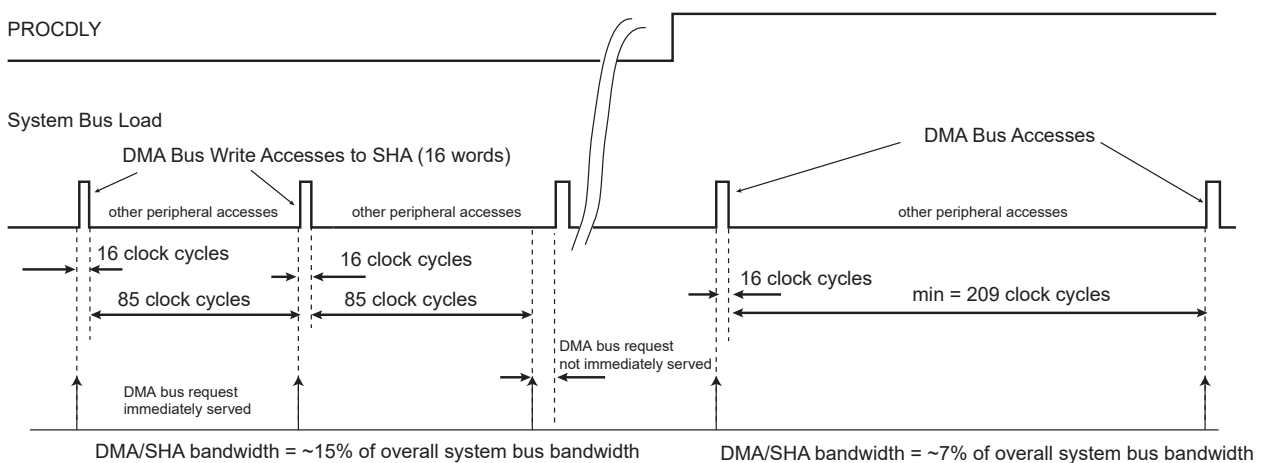 PROCDLY
System Bus Load
DMA Bus Write Accesses to SHA (16 words)
DMA Bus Accesses
other peripheral accesses
other peripheral accesses
other peripheral accesses
16 clock cycles
16 clock cycles
16 clock cycles
85 clock cycles
85 clock cycles
min = 209 clock cycles
DMA bus request
not immediately served
DMA bus request
immediately served
DMA/SHA bandwidth = ~15% of overall system bus bandwidth
DMA/SHA bandwidth = ~7% of overall system bus bandwidth